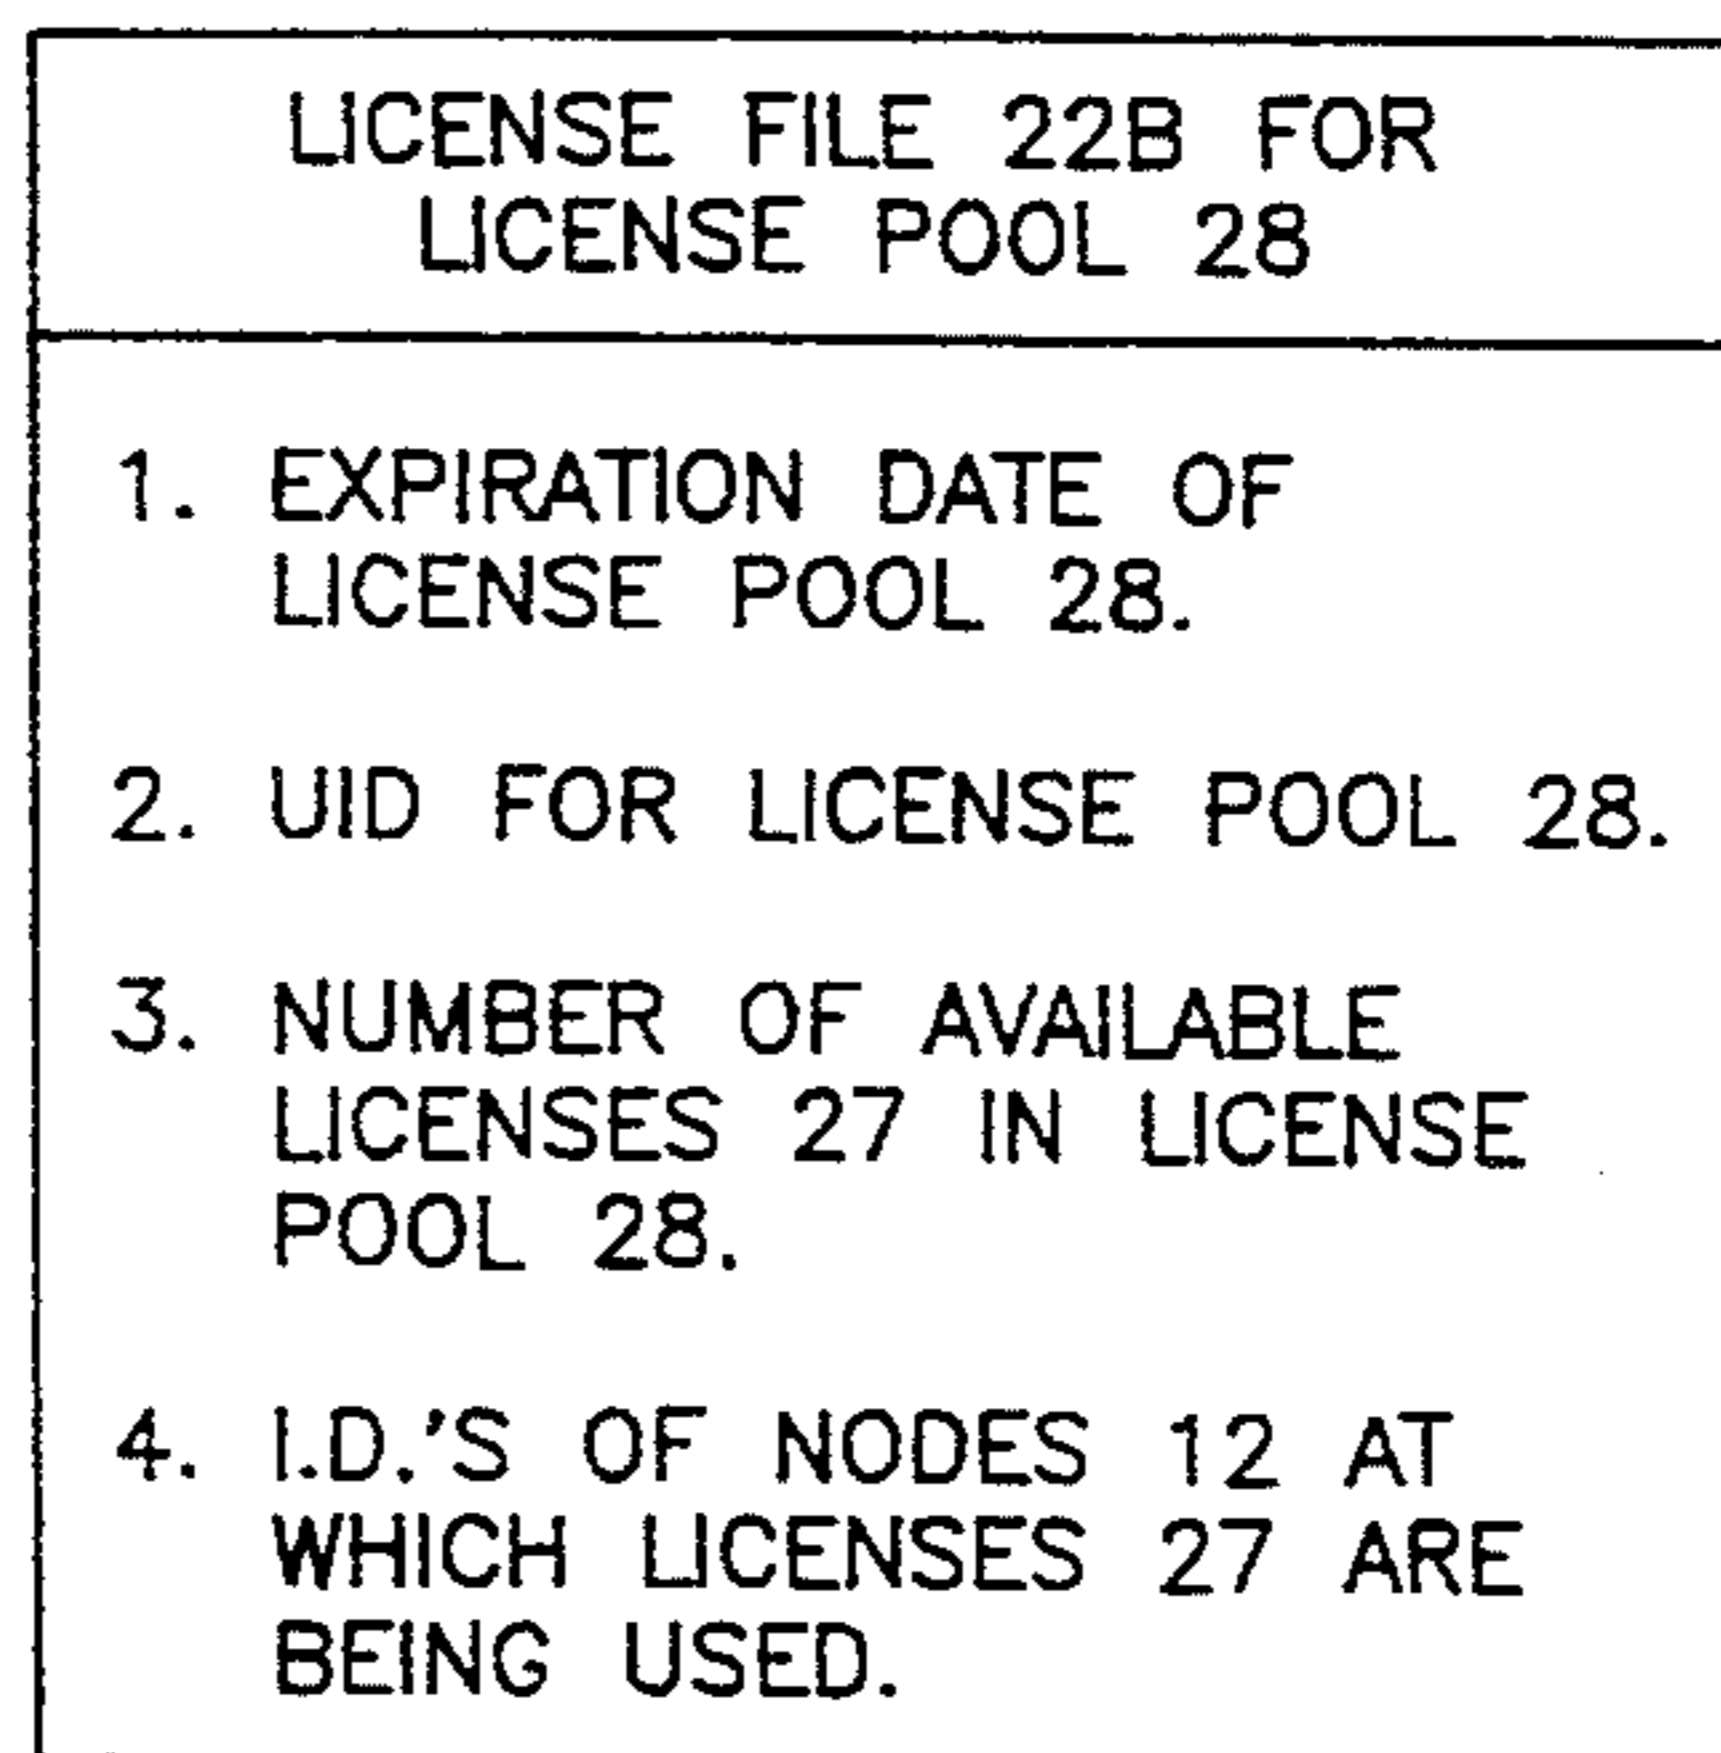 LICENSE FILE 22B FOR
LICENSE POOL 28
1. EXPIRATION DATE OF
LICENSE POOL 28.
2. UID FOR LICENSE POOL 28.
3. NUMBER OF AVAILABLE
LICENSES 27 IN LICENSE
POOL 28.
4. I.D.'S OF NODES 12 AT
WHICH LICENSES 27 ARE
BEING USED.